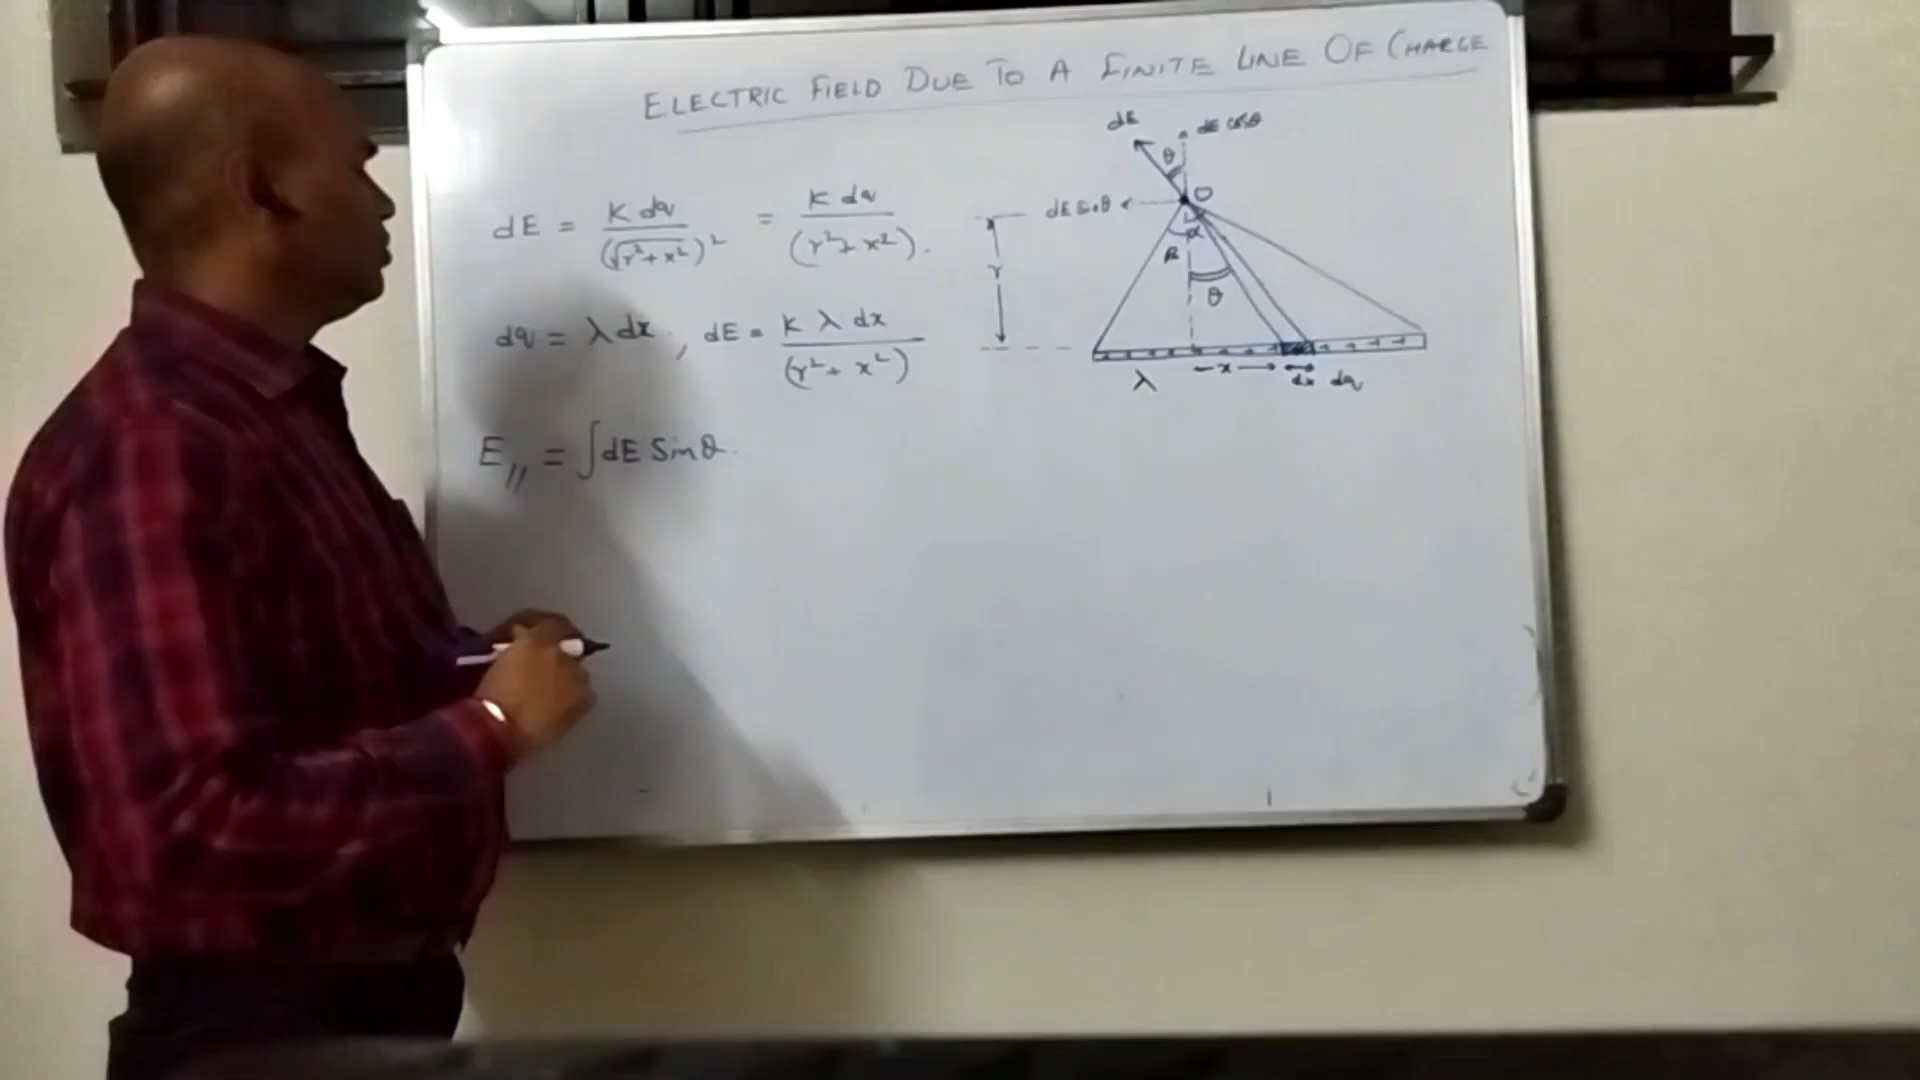 ELECTRIC FIELD DUE TO A FINITE LINE OF CHARGE
dE = K dq / (√r²+x²)² = K dq / (r²+x²).
dq = λdx, dE = K λ dx / (r²+x²)
E// = ∫dE Sinθ.
dE
dE cosθ
θ
O
dE sinθ
α
β
θ
r
λ
x
dx dq